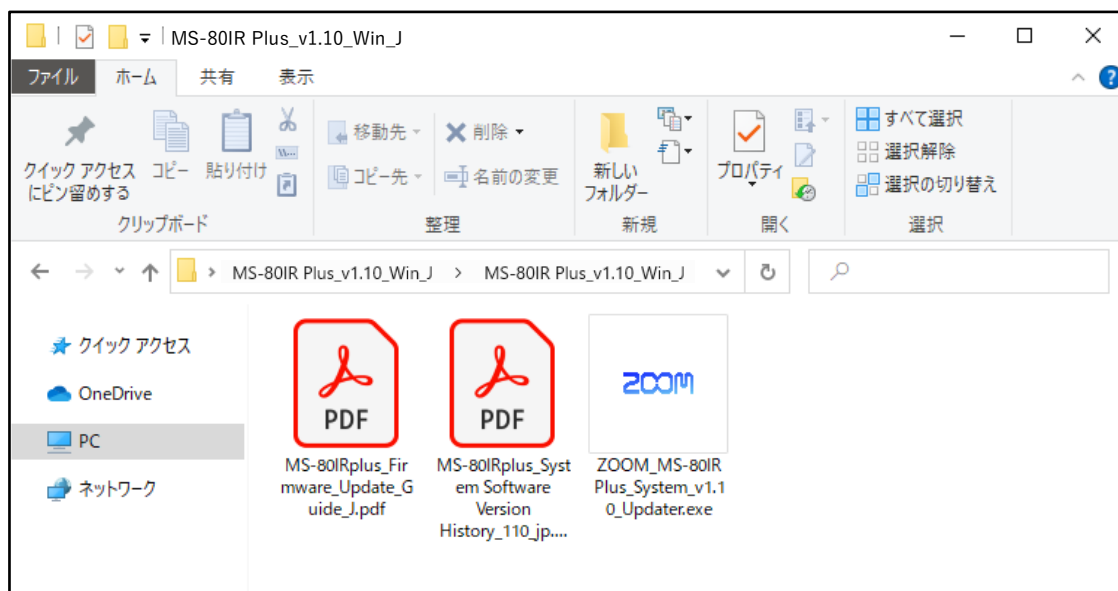 MS-80IR Plus_v1.10_Win_J
ファイル ホーム 共有 表示
クイック アクセス
にピン留めする
コピー
貼り付け
移動先
コピー先
削除
名前の変更
新しい
フォルダー
プロパティ
すべて選択
選択解除
選択の切り替え
クリップボード 整理 新規 開く 選択
MS-80IR Plus_v1.10_Win_J > MS-80IR Plus_v1.10_Win_J
クイック アクセス
OneDrive
PC
ネットワーク
PDF
MS-80IRplus_Fir
mware_Update_G
uide_J.pdf
PDF
MS-80IRplus_Syst
em Software
Version
History_110_jp....
ZOOM
ZOOM_MS-80IR
Plus_System_v1.1
0_Updater.exe